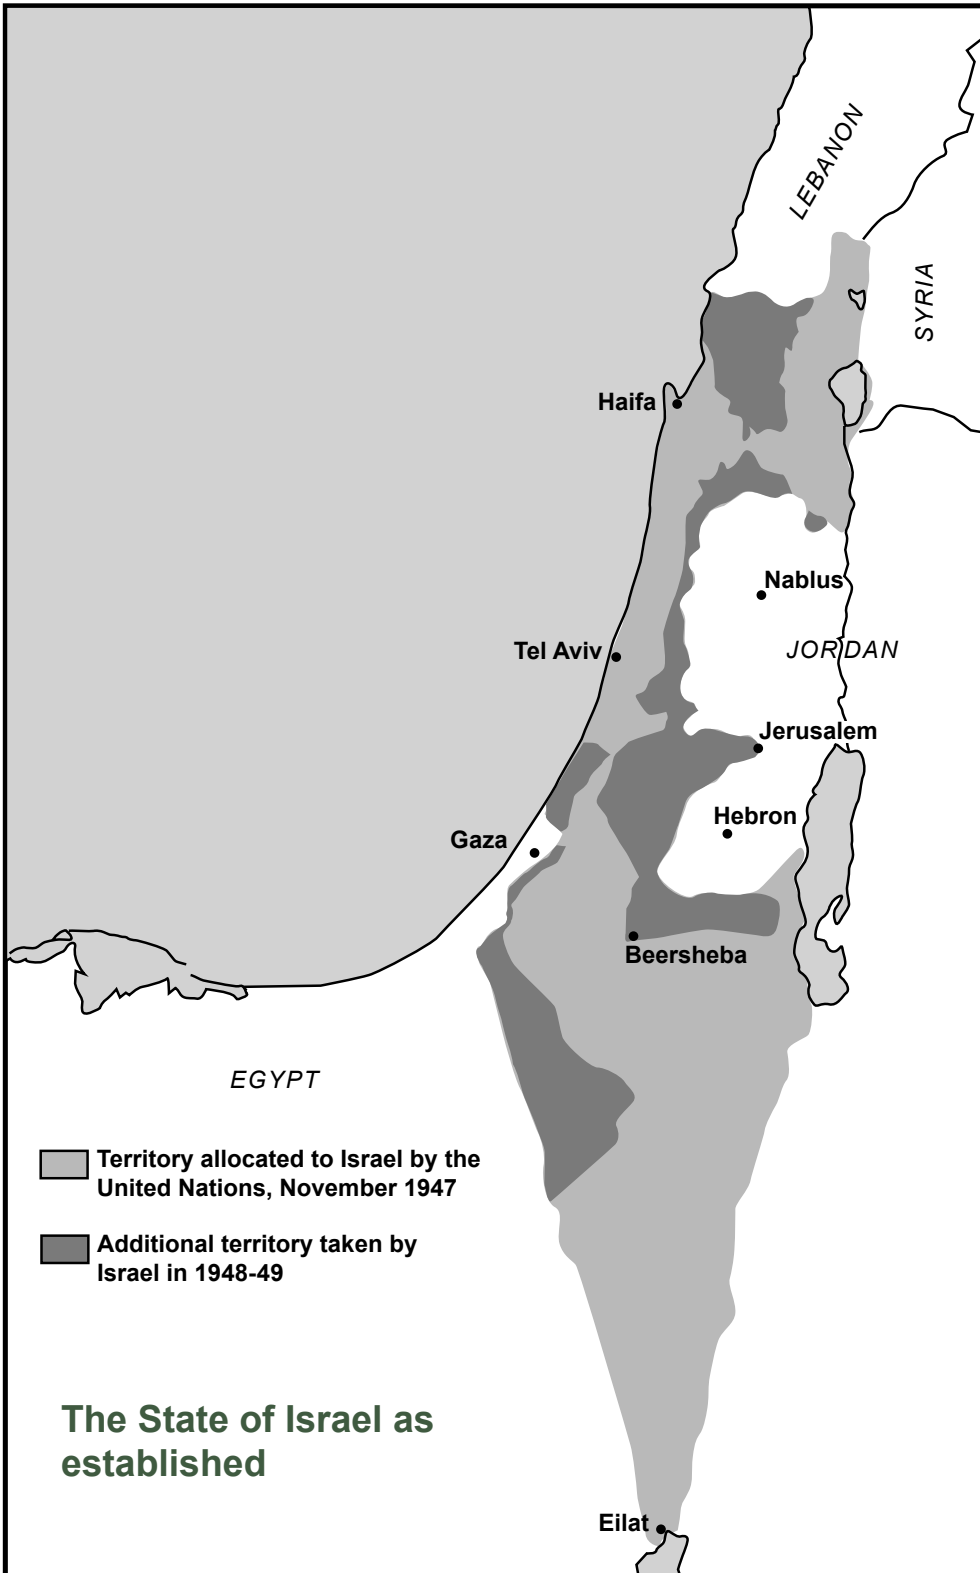 LEBANON
SYRIA
Haifa
Nablus
Tel Aviv
JORDAN
Jerusalem
Hebron
Gaza
Beersheba
EGYPT
Territory allocated to Israel by the
United Nations, November 1947
Additional territory taken by
Israel in 1948-49
The State of Israel as
established
Eilat